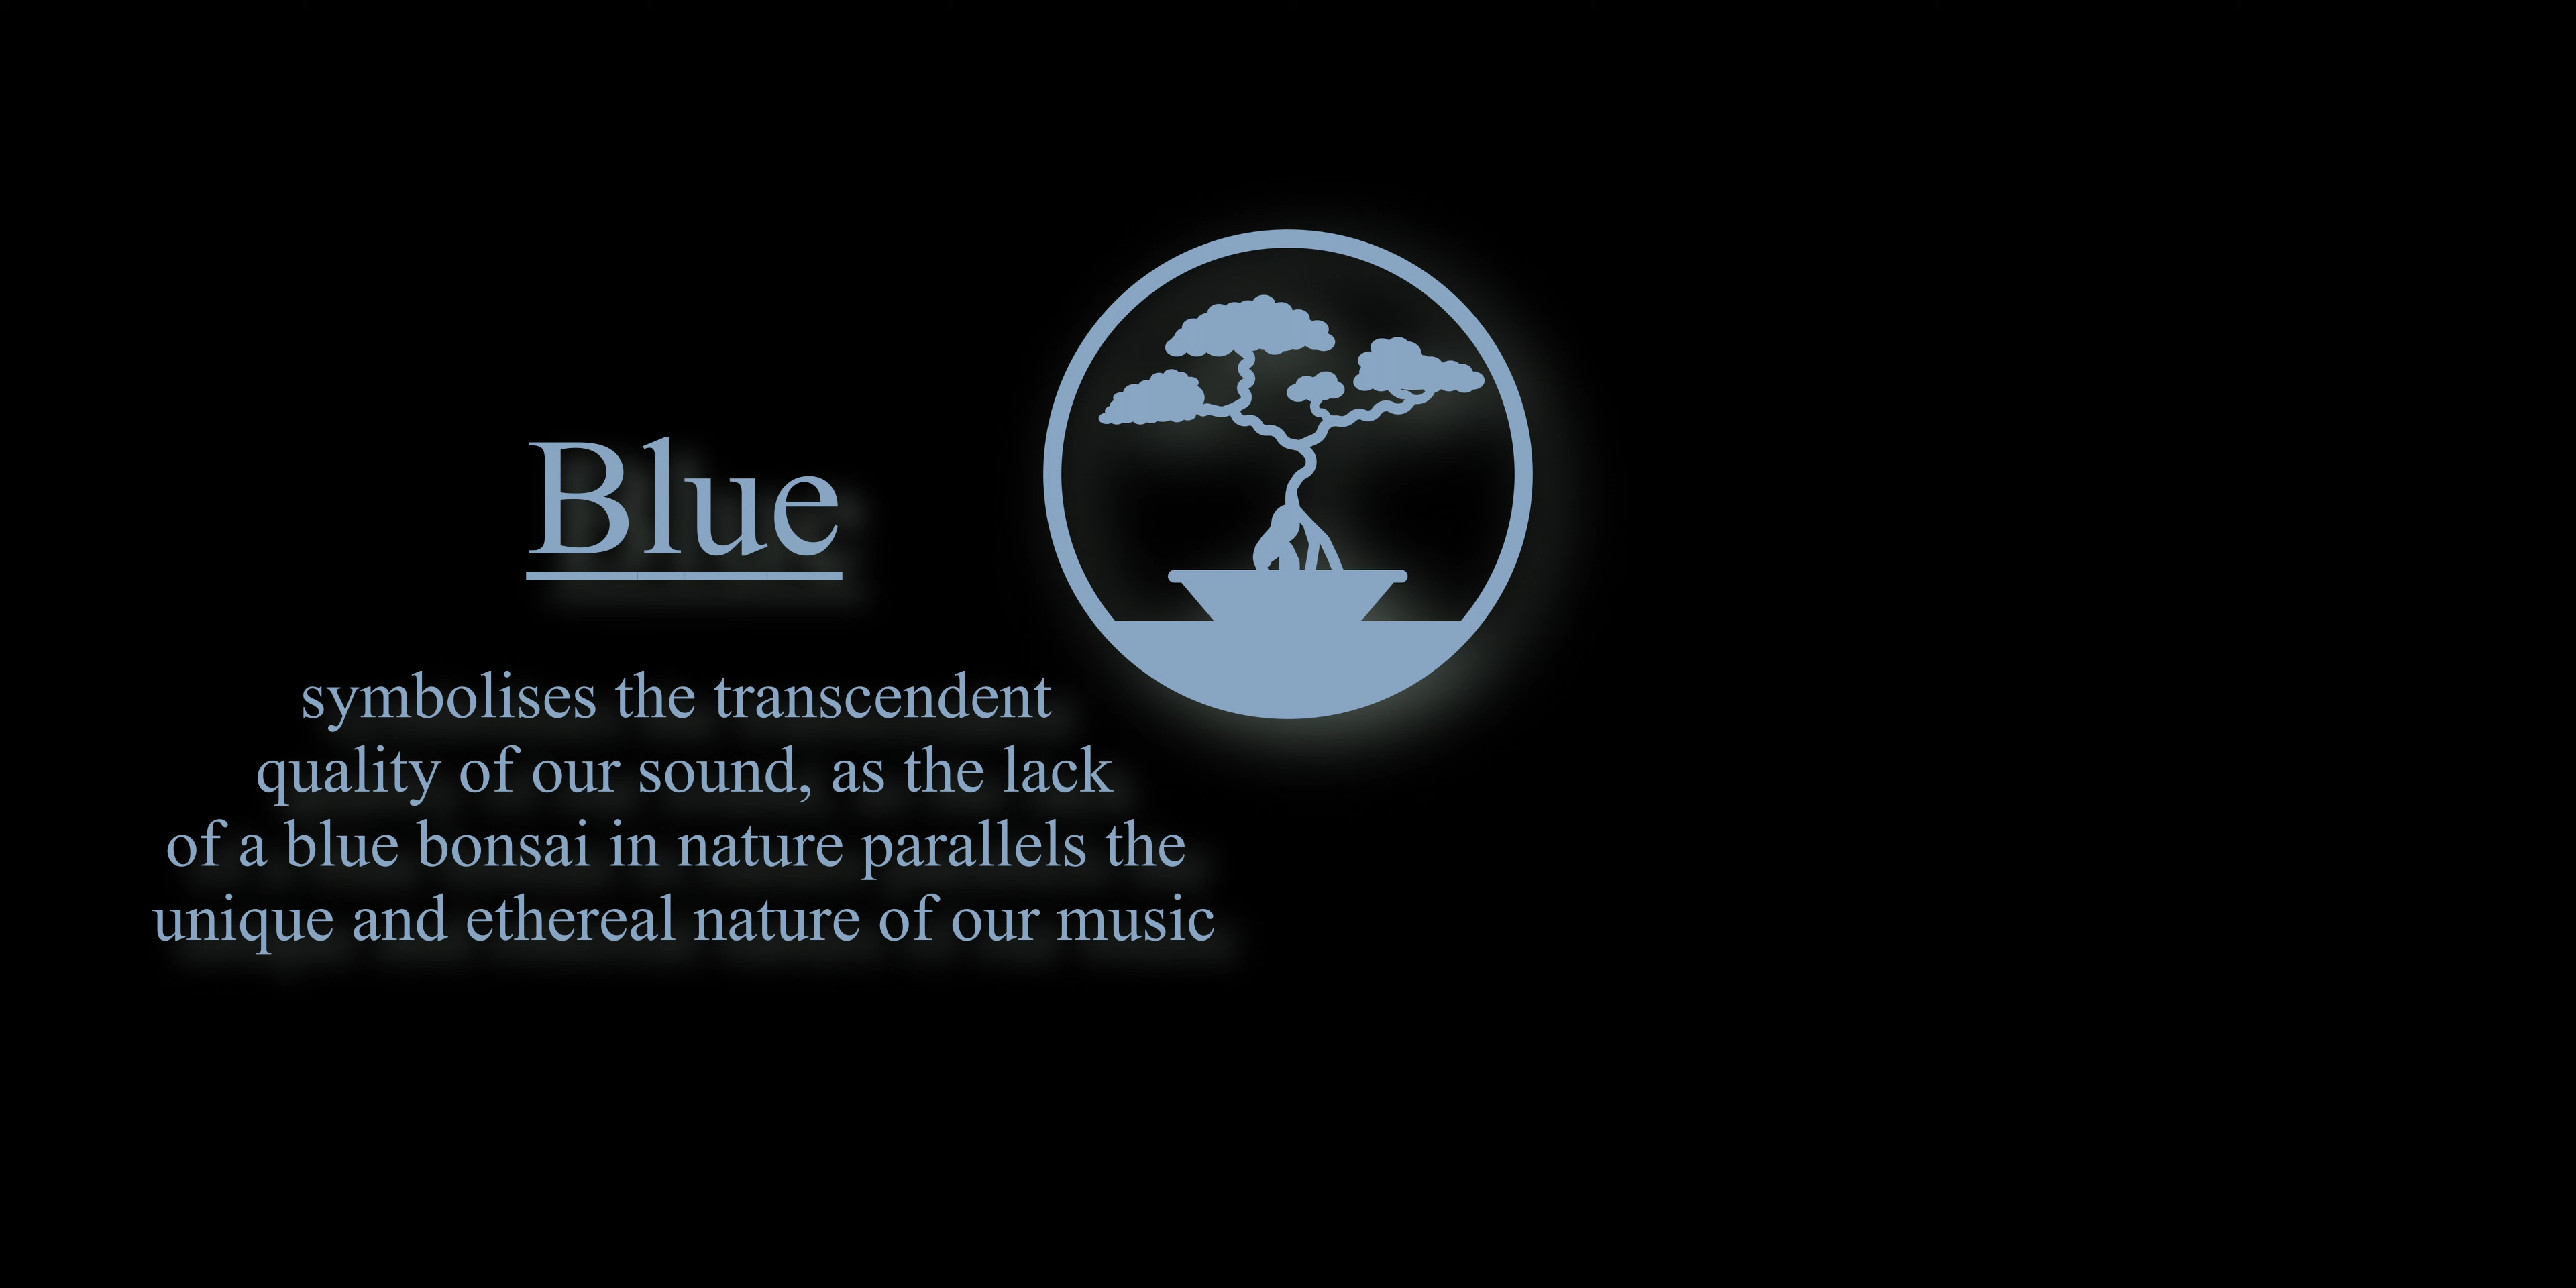 Blue
symbolises the transcendent
quality of our sound, as the lack
of a blue bonsai in nature parallels the
unique and ethereal nature of our music